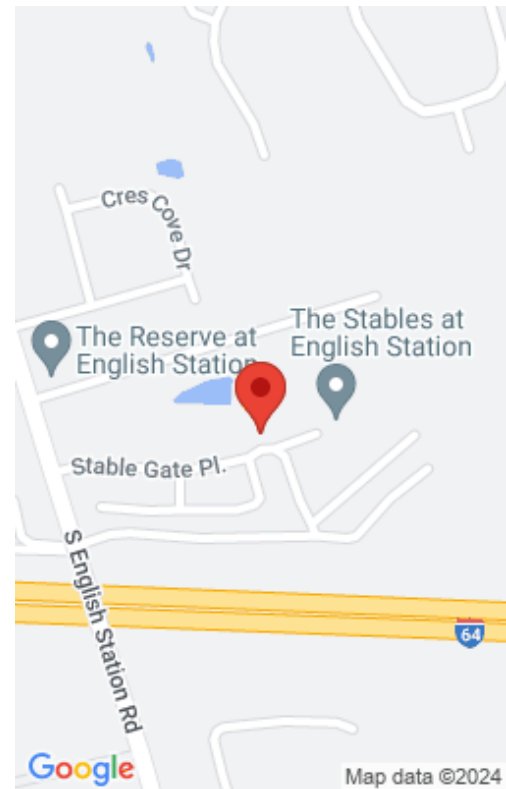 Cres Cove Dr
The Reserve at
English Station
The Stables at
English Station
Stable Gate Pl.
S English Station Rd
64
Google
Map data ©2024